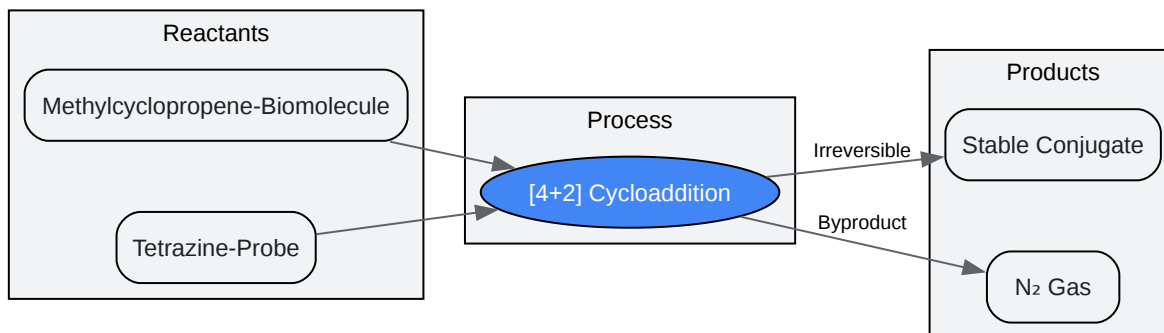 Reactants
Methylcyclopropene-Biomolecule
Tetrazine-Probe
Process
[4+2] Cycloaddition
Irreversible
Byproduct
Products
Stable Conjugate
N₂ Gas